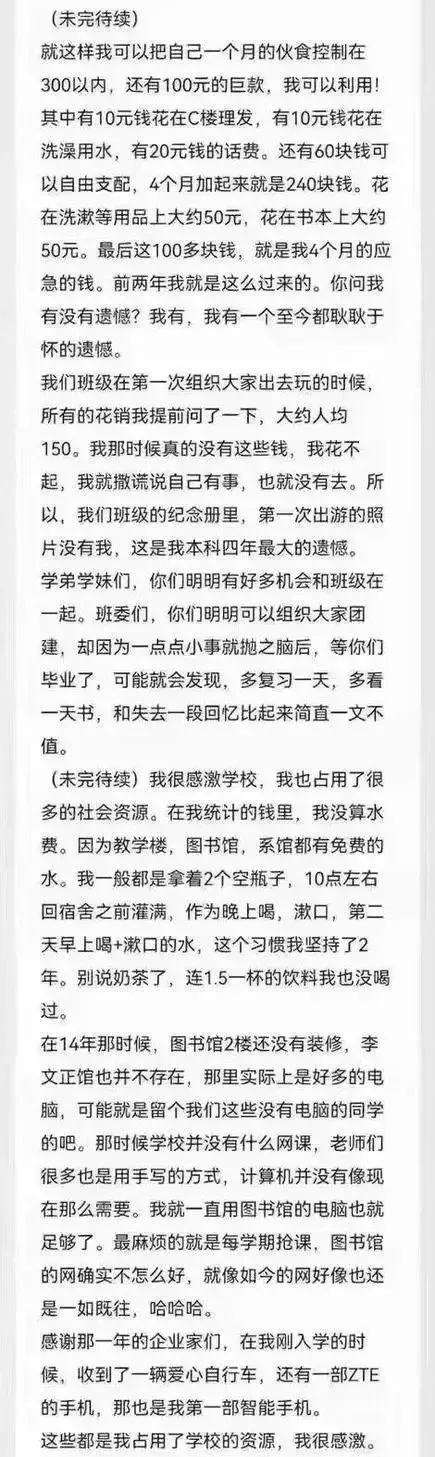 （未完待续）
就这样我可以把自己一个月的伙食控制在
300以内，还有100元的巨款，我可以利用！
其中有10元钱花在C楼理发，有10元钱花在
洗澡用水，有20元钱的话费。还有60块钱可
以自由支配，4个月加起来就是240块钱。花
在洗漱等用品上大约50元，花在书本上大约
50元。最后这100多块钱，就是我4个月的应
急的钱。前两年我就是这么过来的。你问我
有没有遗憾？我有，我有一个至今都耿耿于
怀的遗憾。
我们班级在第一次组织大家出去玩的时候，
所有的花销我提前问了一下，大约人均
150。我那时候真的没有这些钱，我花不
起，我就撒谎说自己有事，也就没有去。所
以，我们班级的纪念册里，第一次出游的照
片没有我，这是我本科四年最大的遗憾。
学弟学妹们，你们明明有好多机会和班级在
一起。班委们，你们明明可以组织大家团
建，却因为一点点小事就抛之脑后，等你们
毕业了，可能就会发现，多复习一天，多看
一天书，和失去一段回忆比起来简直一文不
值。
（未完待续）我很感激学校，我也占用了很
多的社会资源。在我统计的钱里，我没算水
费。因为教学楼，图书馆，系馆都有免费的
水。我一般都是拿着2个空瓶子，10点左右
回宿舍之前灌满，作为晚上喝，漱口，第二
天早上喝+漱口的水，这个习惯我坚持了2
年。别说奶茶了，连1.5一杯的饮料我也没喝
过。
在14年那时候，图书馆2楼还没有装修，李
文正馆也并不存在，那里实际上是好多的电
脑，可能就是留个我们这些没有电脑的同学
的吧。那时候学校并没有什么网课，老师们
很多也是用手写的方式，计算机并没有像现
在那么需要。我就一直用图书馆的电脑也就
足够了。最麻烦的就是每学期抢课，图书馆
的网确实不怎么好，就像如今的网好像也还
是一如既往，哈哈哈。
感谢那一年的企业家们，在我刚入学的时
候，收到了一辆爱心自行车，还有一部ZTE
的手机，那也是我第一部智能手机。
这些都是我占用了学校的资源，我很感激。